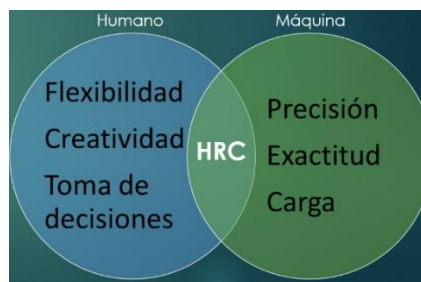 Humano
Máquina
Flexibilidad
Creatividad
Toma de
decisiones
HRC
Precisión
Exactitud
Carga